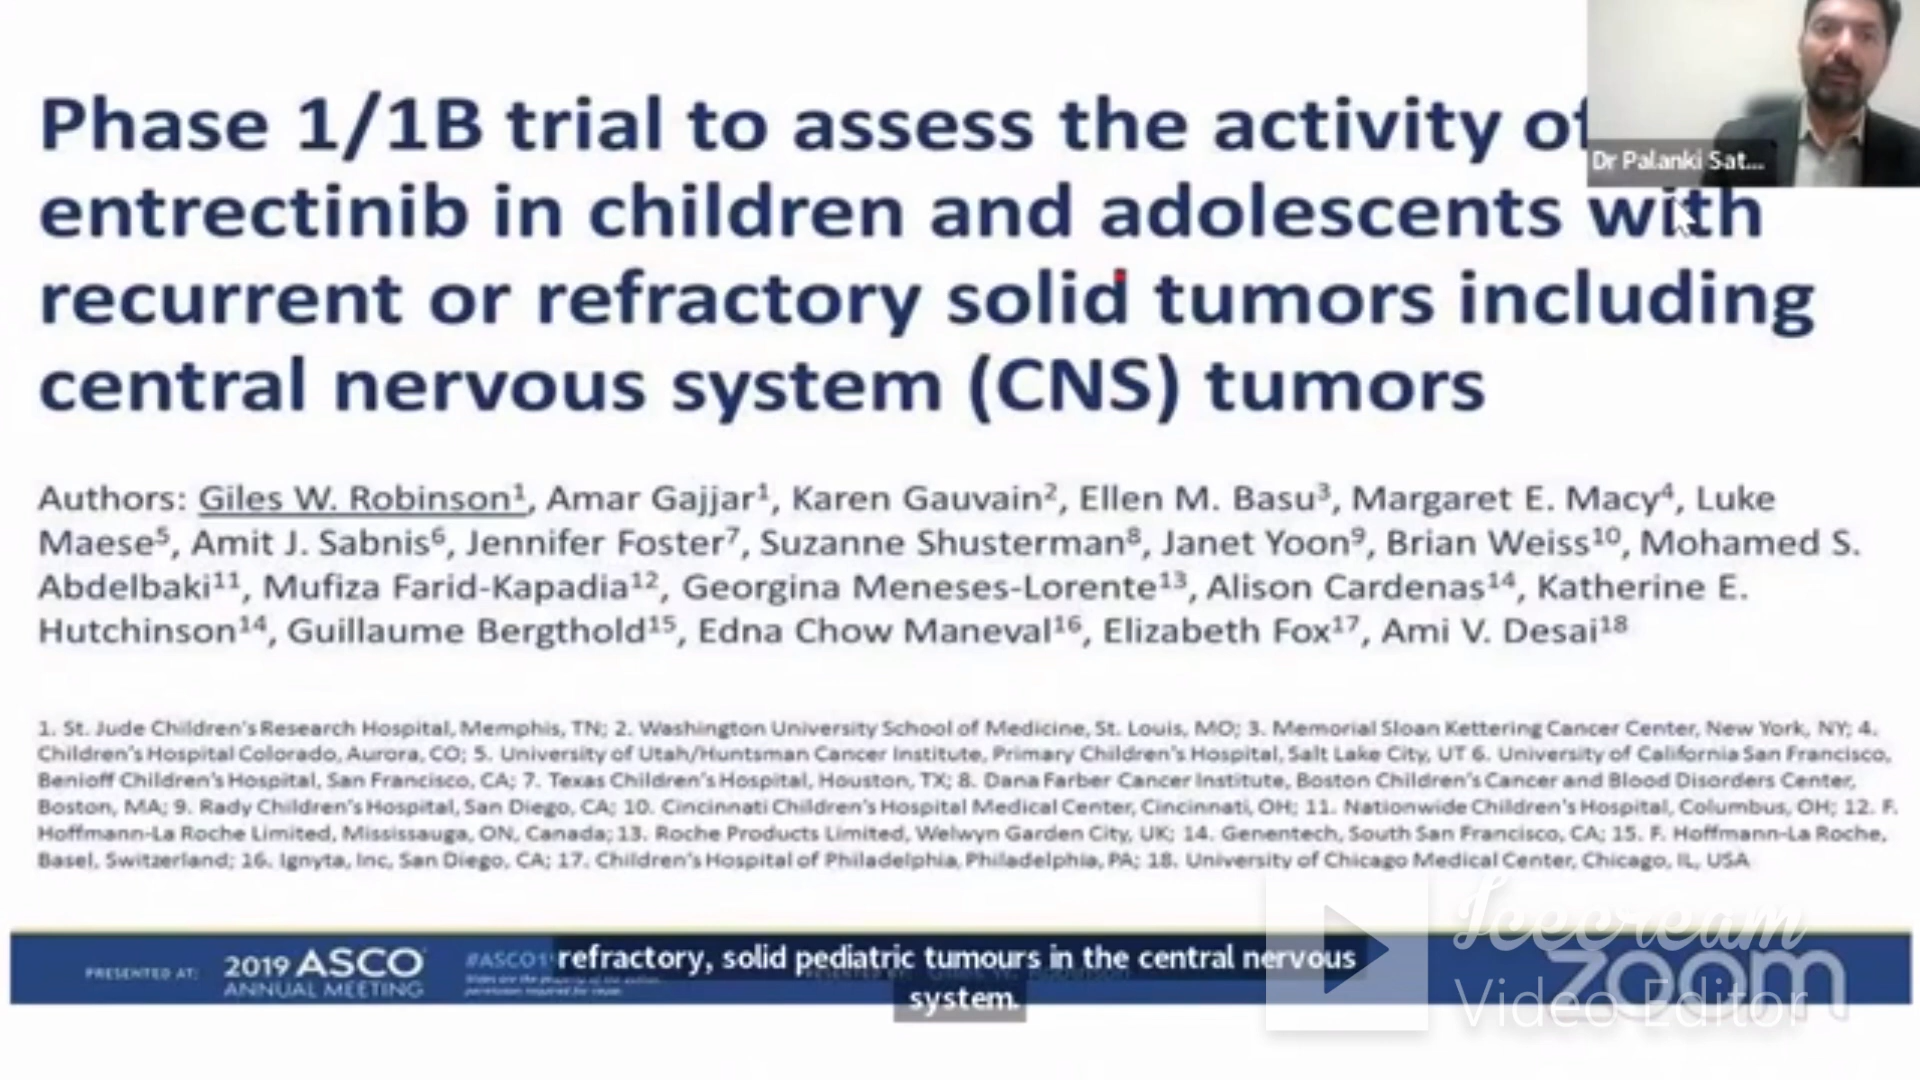 Phase 1/1B trial to assess the activity of
Dr Palanki Sat...
entrectinib in children and adolescents with
recurrent or refractory solid tumors including
central nervous system (CNS) tumors
Authors: Giles W. Robinson¹, Amar Gajjar¹, Karen Gauvain², Ellen M. Basu³, Margaret E. Macy⁴, Luke
Maese⁵, Amit J. Sabnis⁶, Jennifer Foster⁷, Suzanne Shusterman⁸, Janet Yoon⁹, Brian Weiss¹⁰, Mohamed S.
Abdelbaki¹¹, Mufiza Farid-Kapadia¹², Georgina Meneses-Lorente¹³, Alison Cardenas¹⁴, Katherine E.
Hutchinson¹⁴, Guillaume Bergthold¹⁵, Edna Chow Maneval¹⁶, Elizabeth Fox¹⁷, Ami V. Desai¹⁸
1. St. Jude Children's Research Hospital, Memphis, TN; 2. Washington University School of Medicine, St. Louis, MO; 3. Memorial Sloan Kettering Cancer Center, New York, NY; 4.
Children's Hospital Colorado, Aurora, CO; 5. University of Utah/Huntsman Cancer Institute, Primary Children's Hospital, Salt Lake City, UT 6. University of California San Francisco,
Benioff Children's Hospital, San Francisco, CA; 7. Texas Children's Hospital, Houston, TX; 8. Dana Farber Cancer Institute, Boston Children's Cancer and Blood Disorders Center,
Boston, MA; 9. Rady Children's Hospital, San Diego, CA; 10. Cincinnati Children's Hospital Medical Center, Cincinnati, OH; 11. Nationwide Children's Hospital, Columbus, OH; 12. F.
Hoffmann-La Roche Limited, Mississauga, ON, Canada; 13. Roche Products Limited, Welwyn Garden City, UK; 14. Genentech, South San Francisco, CA; 15. F. Hoffmann-La Roche,
Basel, Switzerland; 16. Ignyta, Inc, San Diego, CA; 17. Children's Hospital of Philadelphia, Philadelphia, PA; 18. University of Chicago Medical Center, Chicago, IL, USA
PRESENTED AT:
2019 ASCO
ANNUAL MEETING
#ASCO1
refractory, solid pediatric tumours in the central nervous
system.
Icecream
Video Editor
zoom